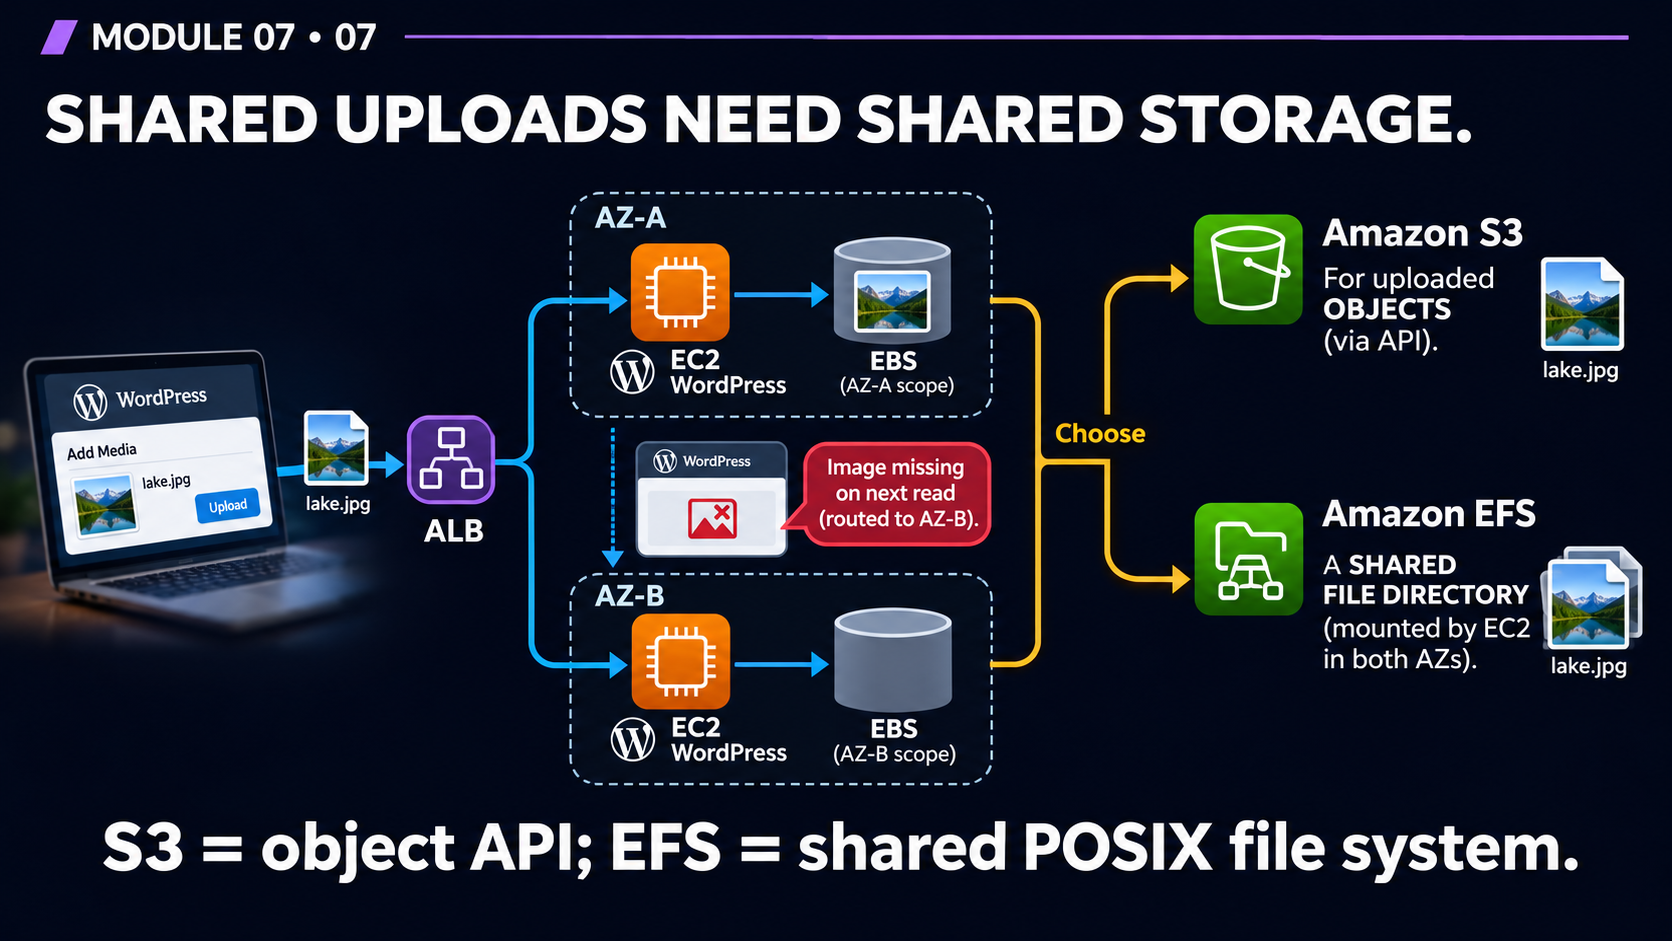 MODULE 07 • 07
SHARED UPLOADS NEED SHARED STORAGE.
WordPress
Add Media
lake.jpg
Upload
lake.jpg
ALB
AZ-A
EC2
WordPress
EBS
(AZ-A scope)
WordPress
Image missing
on next read
(routed to AZ-B).
AZ-B
EC2
WordPress
EBS
(AZ-B scope)
Choose
Amazon S3
For uploaded
OBJECTS
(via API).
lake.jpg
Amazon EFS
A SHARED
FILE DIRECTORY
(mounted by EC2
in both AZs).
lake.jpg
S3 = object API; EFS = shared POSIX file system.